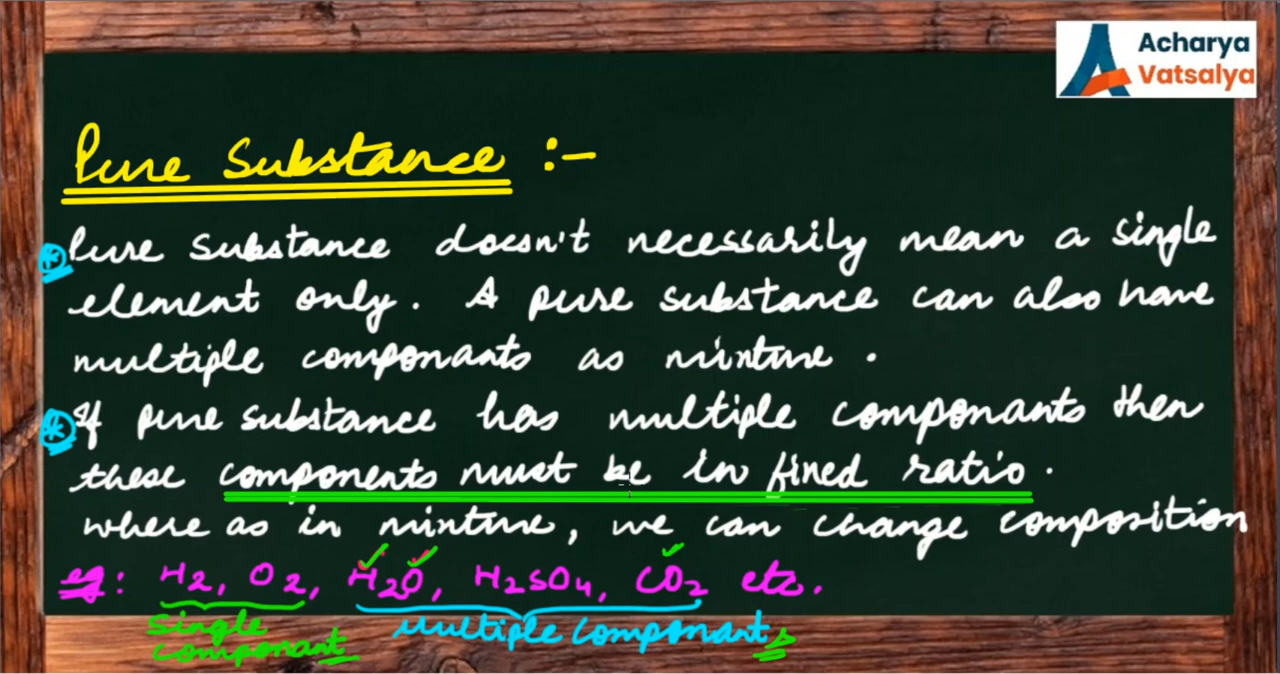 Acharya
Vatsalya
Pure Substance :-
Pure Substance doesn't necessarily mean a single
element only. A pure substance can also have
multiple componants as mixture.
If pure substance has multiple componants then
these components must be in fixed ratio.
where as in mixture, we can change composition
eg: H2, O2, H2O, H2SO4, CO2 etc.
Single Multiple Componants
componant